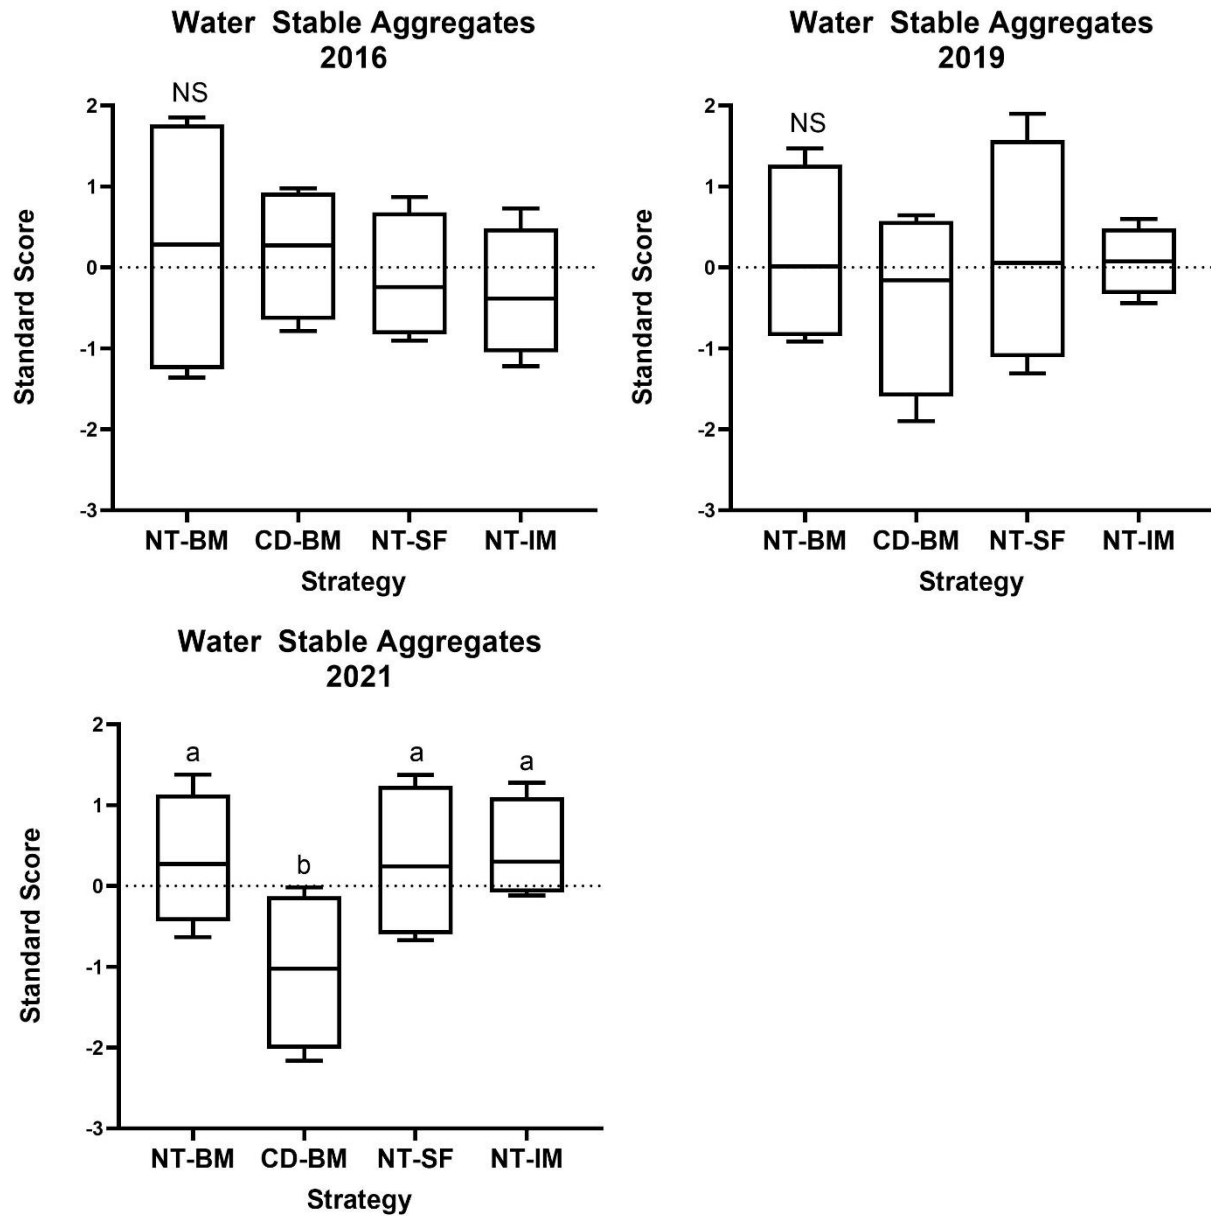 Water Stable Aggregates
2016
NS
2
1
0
-1
-2
-3
Standard Score
NT-BM CD-BM NT-SF NT-IM
Strategy
Water Stable Aggregates
2019
NS
2
1
0
-1
-2
-3
Standard Score
NT-BM CD-BM NT-SF NT-IM
Strategy
Water Stable Aggregates
2021
a b a a
2
1
0
-1
-2
-3
Standard Score
NT-BM CD-BM NT-SF NT-IM
Strategy